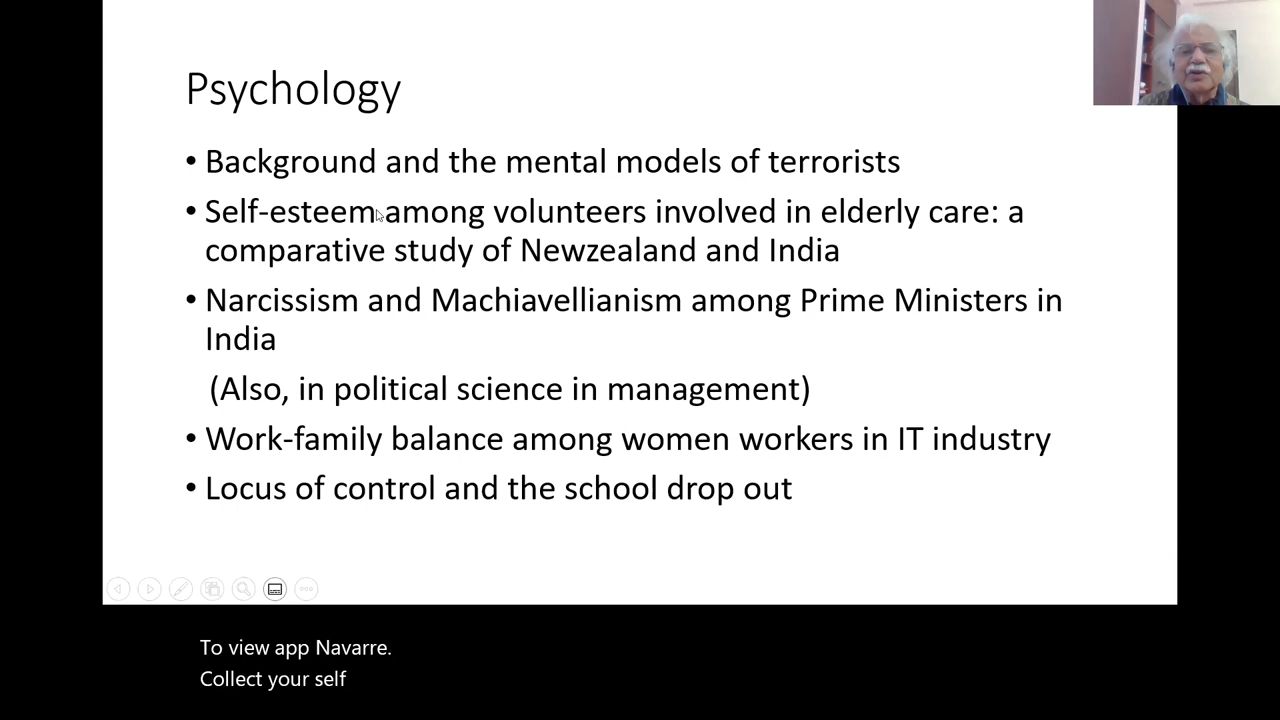 Psychology
• Background and the mental models of terrorists
• Self-esteem among volunteers involved in elderly care: a
comparative study of Newzealand and India
• Narcissism and Machiavellianism among Prime Ministers in
India
(Also, in political science in management)
• Work-family balance among women workers in IT industry
• Locus of control and the school drop out
To view app Navarre.
Collect your self